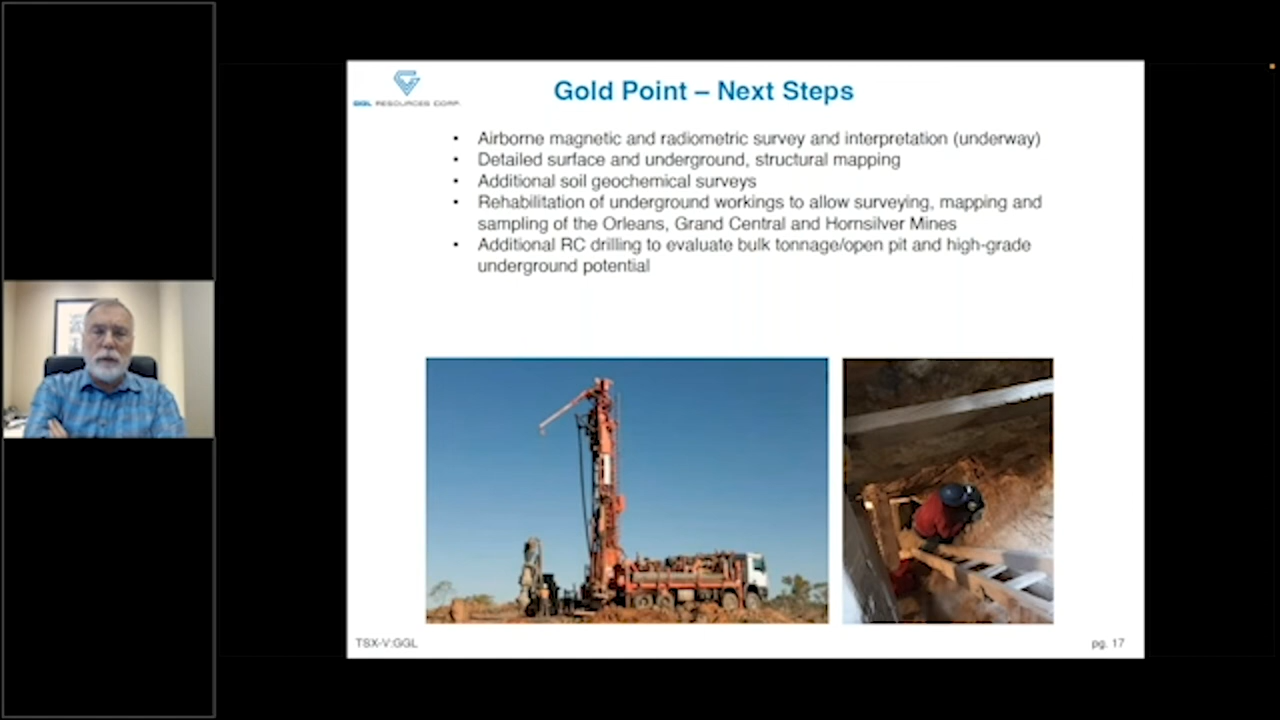 GGL RESOURCES CORP.
Gold Point – Next Steps
• Airborne magnetic and radiometric survey and interpretation (underway)
• Detailed surface and underground, structural mapping
• Additional soil geochemical surveys
• Rehabilitation of underground workings to allow surveying, mapping and
sampling of the Orleans, Grand Central and Hornsilver Mines
• Additional RC drilling to evaluate bulk tonnage/open pit and high-grade
underground potential
TSX-V:GGL
pg. 17